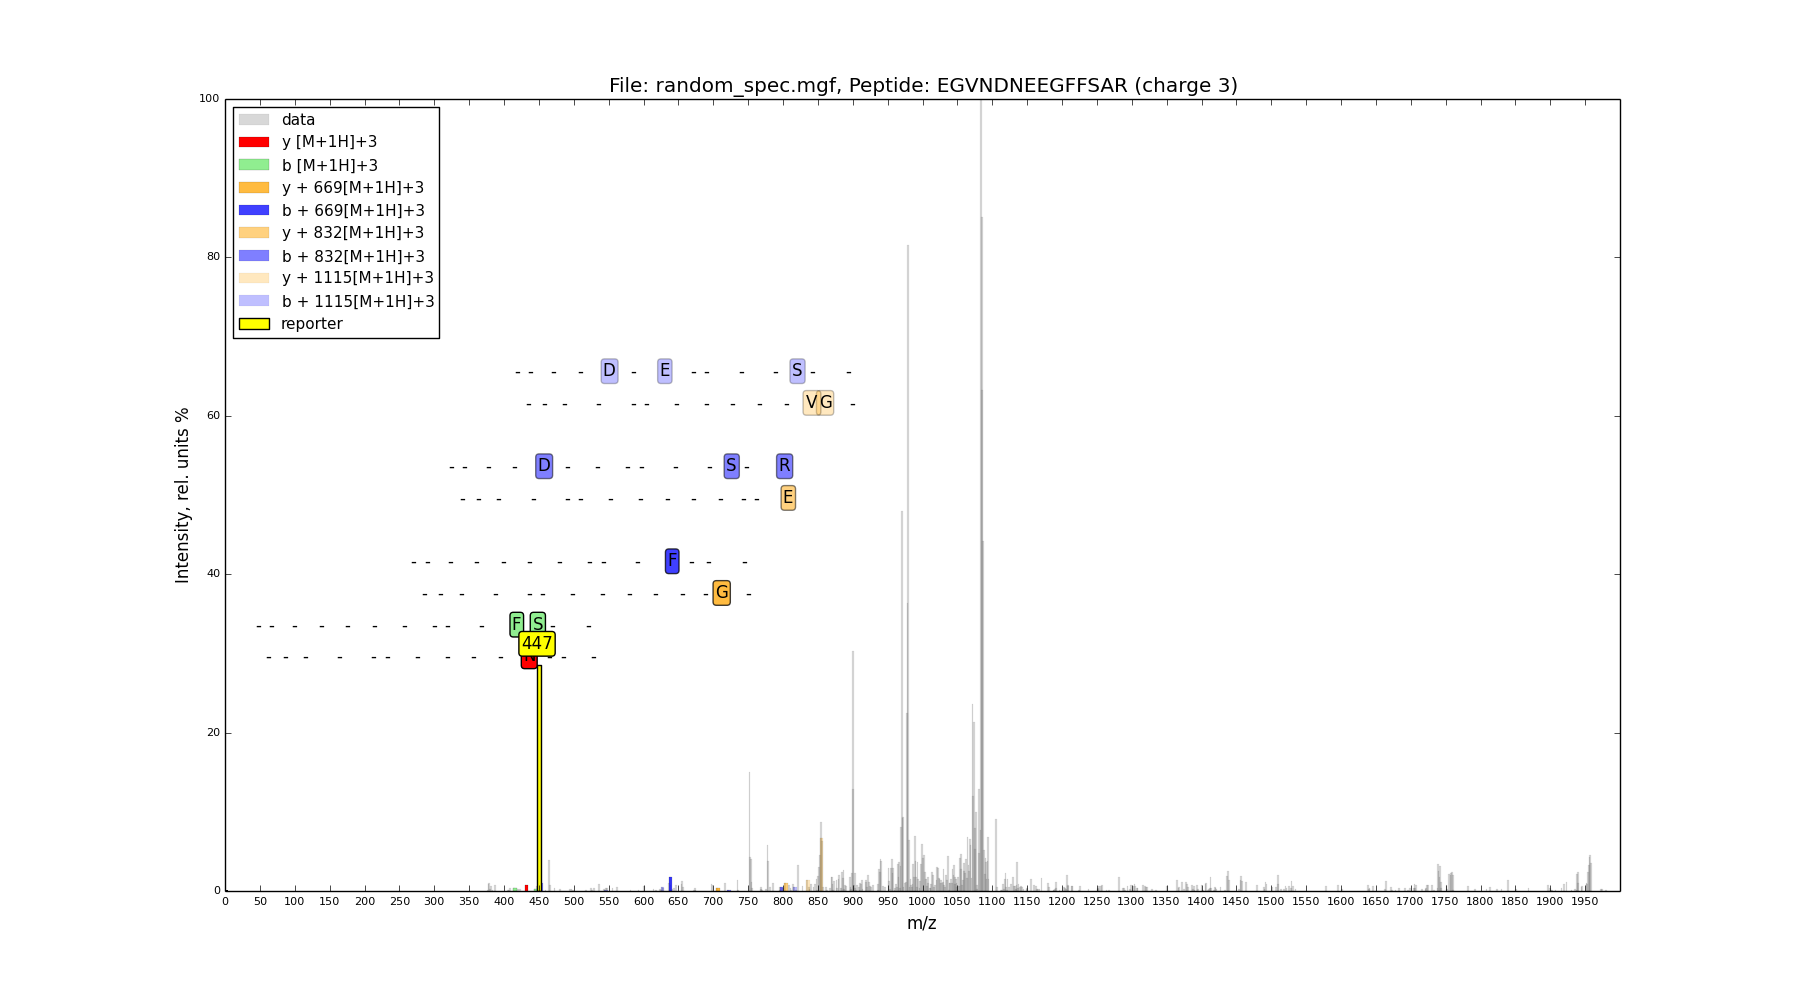 File: random_spec.mgf, Peptide: EGVNDNEEGFFSAR (charge 3)
100
80
60
40
20
0
Intensity, rel. units %
data
y [M+1H]+3
b [M+1H]+3
y + 669[M+1H]+3
b + 669[M+1H]+3
y + 832[M+1H]+3
b + 832[M+1H]+3
y + 1115[M+1H]+3
b + 1115[M+1H]+3
reporter
- - - - D - E - - - - S - -
- - - - - - - - - - - V G -
- - - - D - - - - - - S - R
- - - - - - - - - - - - - E
- - - - - - - - - - F - - -
- - - - - - - - - - - - G -
- - - - - - - - - - F S - -
447
- - - - - - - - - - - N - - -
0 50 100 150 200 250 300 350 400 450 500 550 600 650 700 750 800 850 900 950 1000 1050 1100 1150 1200 1250 1300 1350 1400 1450 1500 1550 1600 1650 1700 1750 1800 1850 1900 1950
m/z